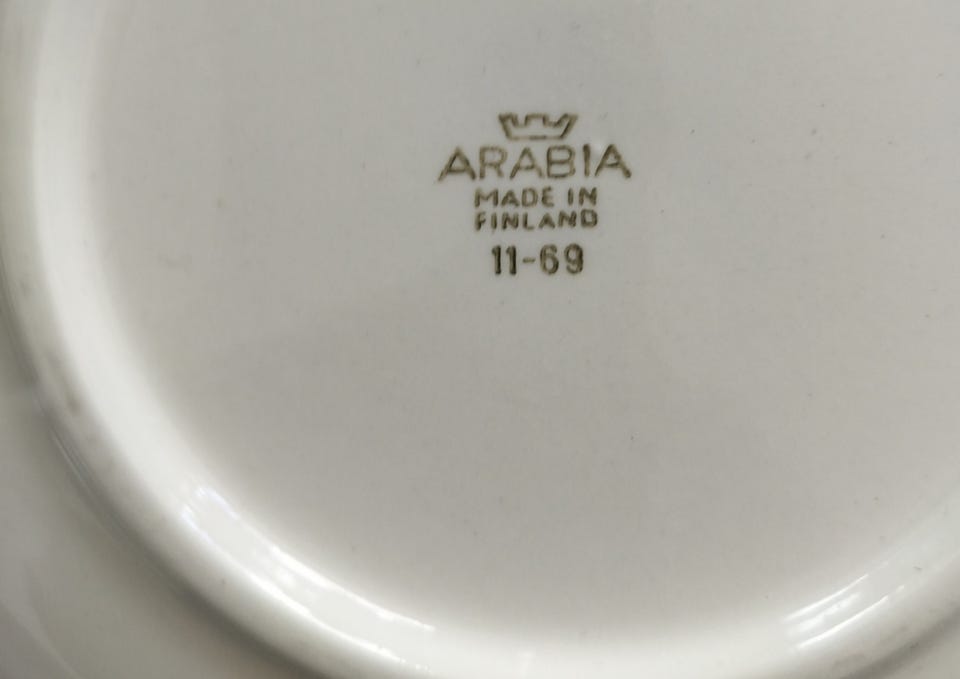 ARABIA
MADE IN
FINLAND
11-69